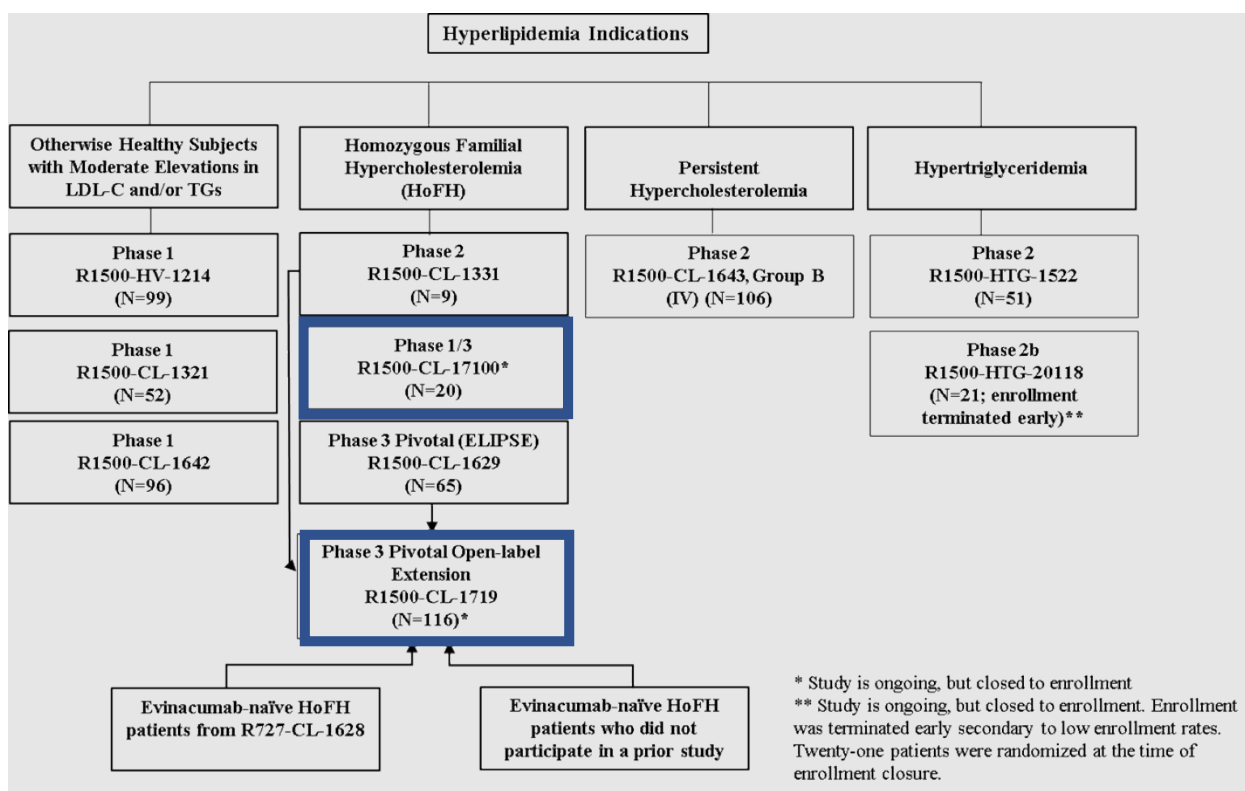 Hyperlipidemia Indications
Otherwise Healthy Subjects
with Moderate Elevations in
LDL-C and/or TGs
Phase 1
R1500-HV-1214
(N=99)
Phase 1
R1500-CL-1321
(N=52)
Phase 1
R1500-CL-1642
(N=96)
Homozygous Familial
Hypercholesterolemia
(HoFH)
Phase 2
R1500-CL-1331
(N=9)
Phase 1/3
R1500-CL-17100*
(N=20)
Phase 3 Pivotal (ELIPSE)
R1500-CL-1629
(N=65)
Phase 3 Pivotal Open-label
Extension
R1500-CL-1719
(N=116)*
Evinacumab-naïve HoFH
patients from R727-CL-1628
Evinacumab-naïve HoFH
patients who did not
participate in a prior study
Persistent
Hypercholesterolemia
Phase 2
R1500-CL-1643, Group B
(IV) (N=106)
Hypertriglyceridemia
Phase 2
R1500-HTG-1522
(N=51)
Phase 2b
R1500-HTG-20118
(N=21; enrollment
terminated early)**
* Study is ongoing, but closed to enrollment
** Study is ongoing, but closed to enrollment. Enrollment
was terminated early secondary to low enrollment rates.
Twenty-one patients were randomized at the time of
enrollment closure.